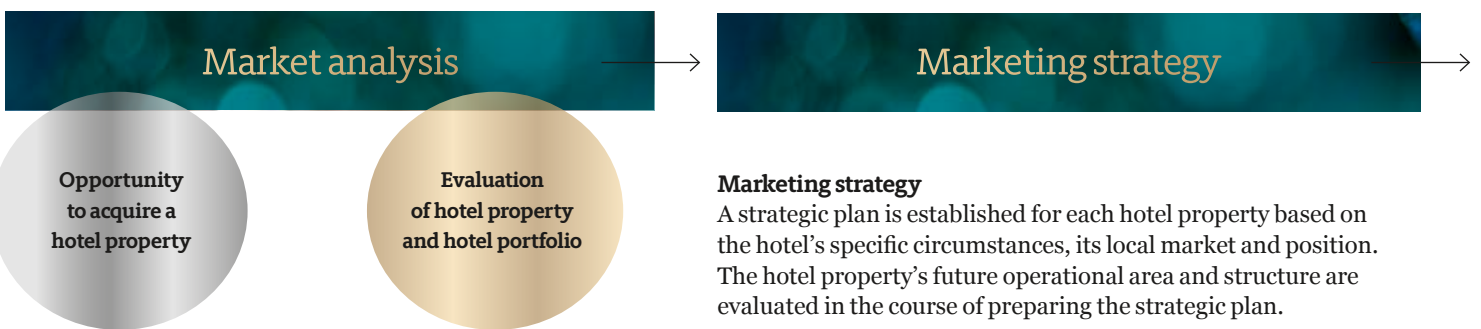 Market analysis
Marketing strategy
Opportunity
to acquire a
hotel property
Evaluation
of hotel property
and hotel portfolio
Marketing strategy
A strategic plan is established for each hotel property based on
the hotel’s specific circumstances, its local market and position.
The hotel property’s future operational area and structure are
evaluated in the course of preparing the strategic plan.